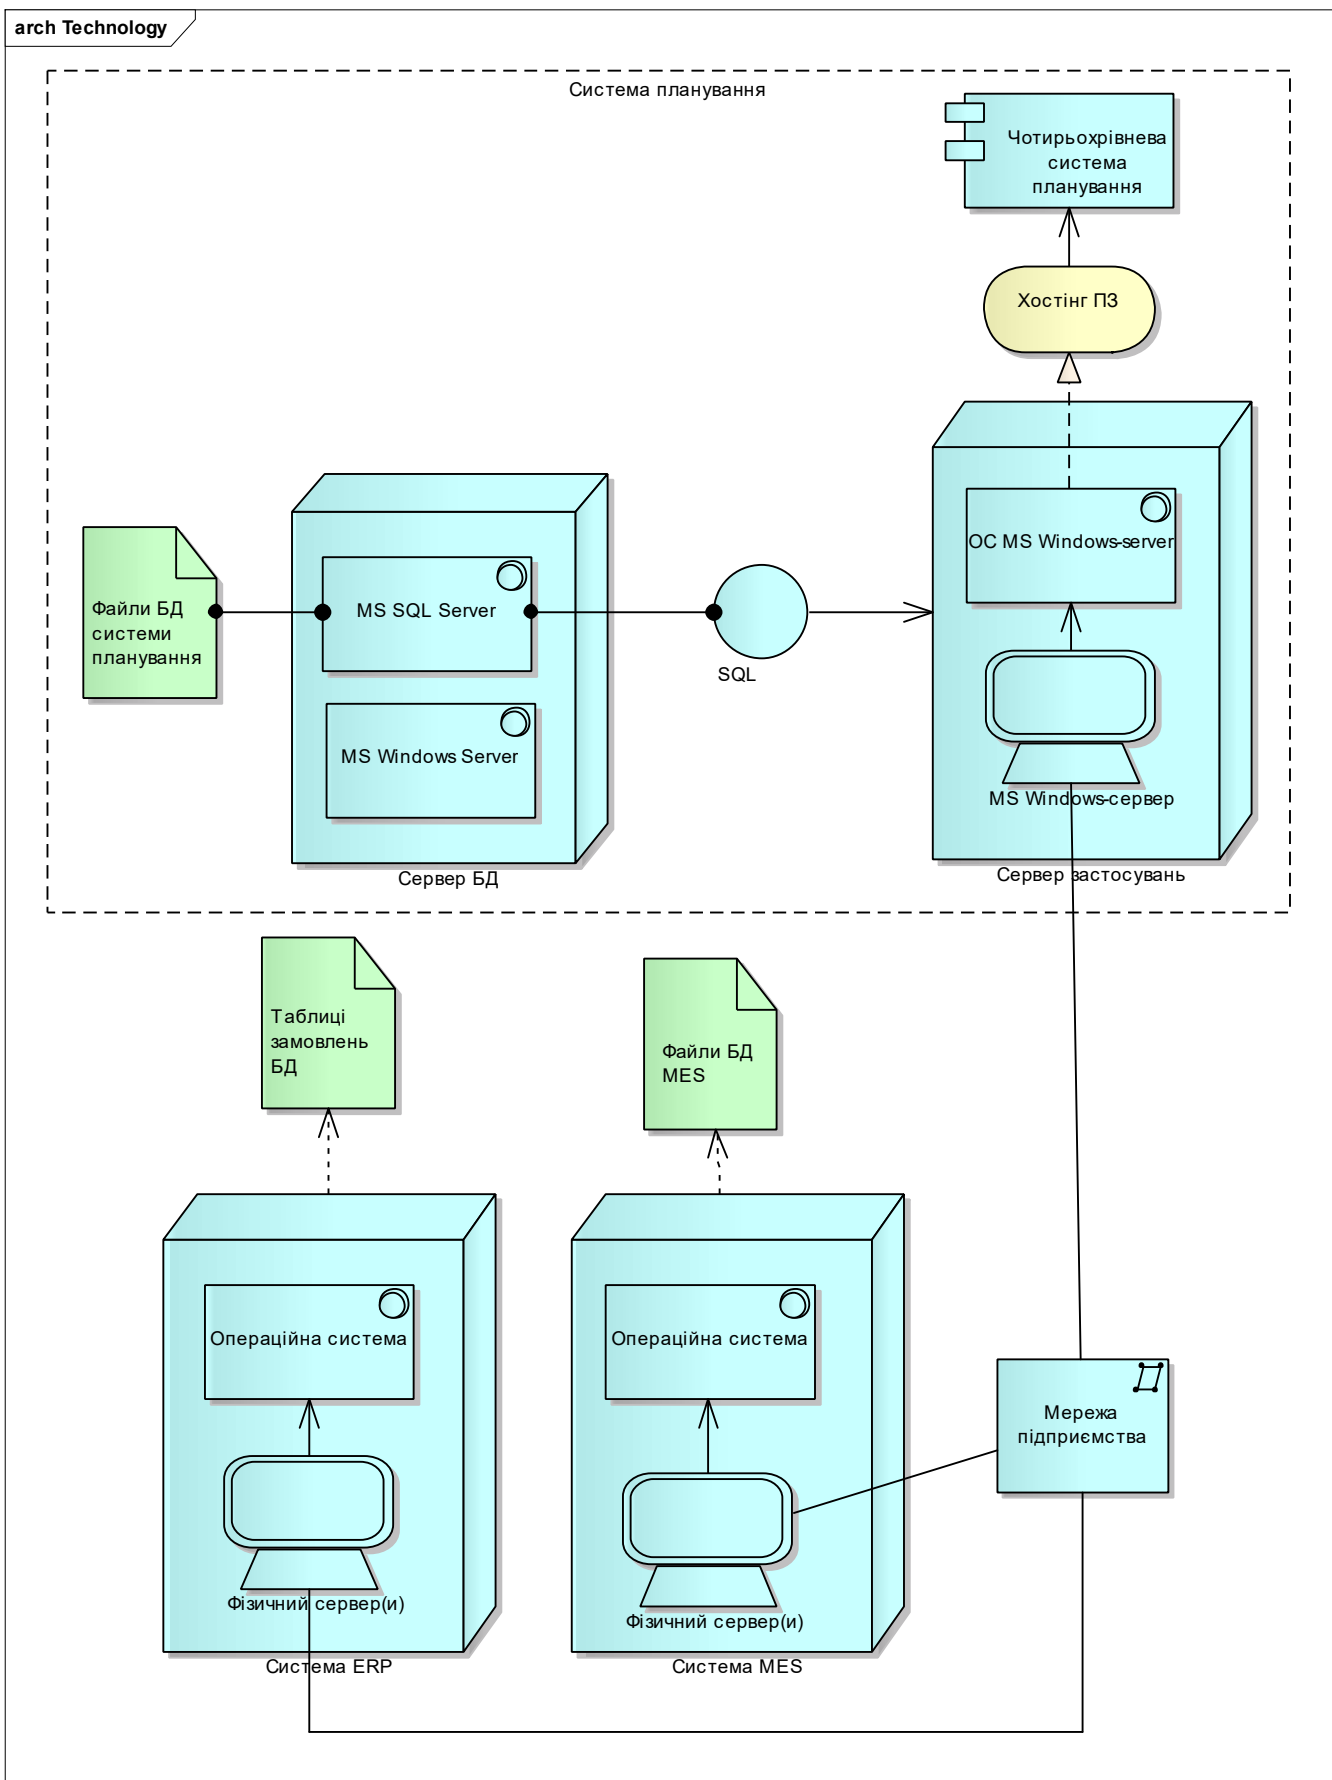 arch Technology
Система планування
Чотирьохрівнева
система
планування
Хостінг ПЗ
ОС MS Windows-server
MS Windows-сервер
Сервер застосувань
Файли БД
системи
планування
MS SQL Server
MS Windows Server
Сервер БД
SQL
Таблиці
замовлень
БД
Файли БД
MES
Операційна система
Фізичний сервер(и)
Система ERP
Операційна система
Фізичний сервер(и)
Система MES
Мережа
підприємства